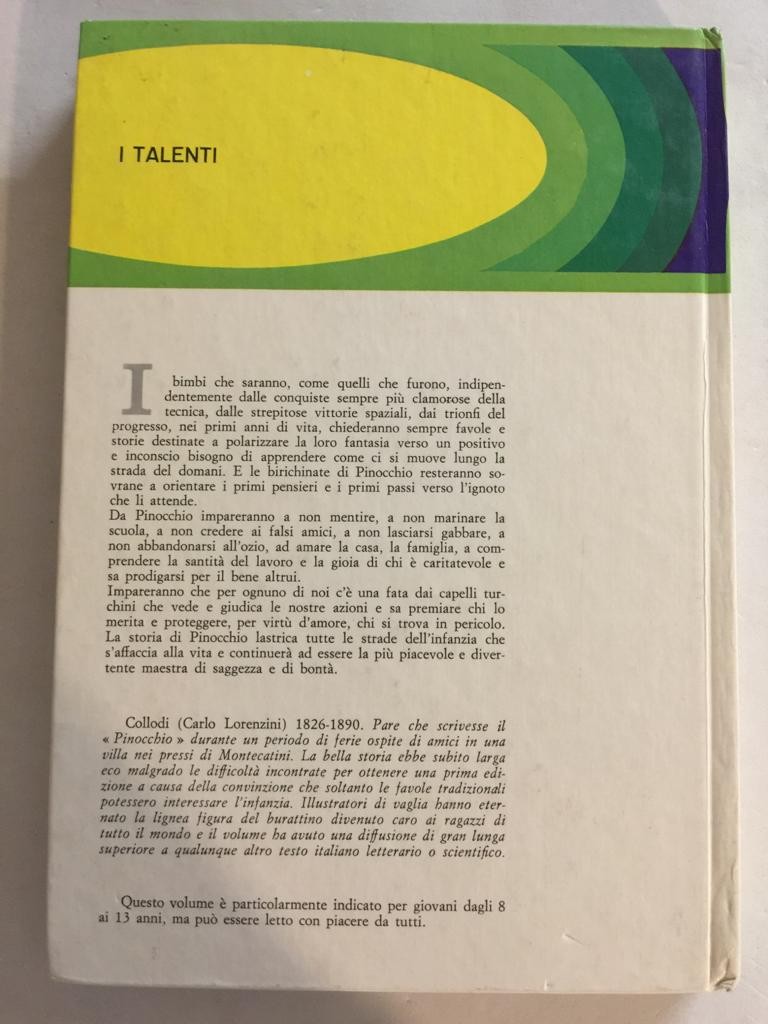 I TALENTI
I bimbi che saranno, come quelli che furono, indipen-
dentemente dalle conquiste sempre più clamorose della
tecnica, dalle strepitose vittorie spaziali, dai trionfi del
progresso, nei primi anni di vita, chiederanno sempre favole e
storie destinate a polarizzare la loro fantasia verso un positivo
e inconscio bisogno di apprendere come ci si muove lungo la
strada del domani. E le birichinate di Pinocchio resteranno so-
vrane a orientare i primi pensieri e i primi passi verso l'ignoto
che li attende.
Da Pinocchio impareranno a non mentire, a non marinare la
scuola, a non credere ai falsi amici, a non lasciarsi gabbare, a
non abbandonarsi all'ozio, ad amare la casa, la famiglia, a com-
prendere la santità del lavoro e la gioia di chi è caritatevole e
sa prodigarsi per il bene altrui.
Impareranno che per ognuno di noi c'è una fata dai capelli tur-
chini che vede e giudica le nostre azioni e sa premiare chi lo
merita e proteggere, per virtù d'amore, chi si trova in pericolo.
La storia di Pinocchio lastrica tutte le strade dell'infanzia che
s'affaccia alla vita e continuerà ad essere la più piacevole e diver-
tente maestra di saggezza e di bontà.
Collodi (Carlo Lorenzini) 1826-1890. Pare che scrivesse il
« Pinocchio » durante un periodo di ferie ospite di amici in una
villa nei pressi di Montecatini. La bella storia ebbe subito larga
eco malgrado le difficoltà incontrate per ottenere una prima edi-
zione a causa della convinzione che soltanto le favole tradizionali
potessero interessare l'infanzia. Illustratori di vaglia hanno eter-
nato la lignea figura del burattino divenuto caro ai ragazzi di
tutto il mondo e il volume ha avuto una diffusione di gran lunga
superiore a qualunque altro testo italiano letterario o scientifico.
Questo volume è particolarmente indicato per giovani dagli 8
ai 13 anni, ma può essere letto con piacere da tutti.